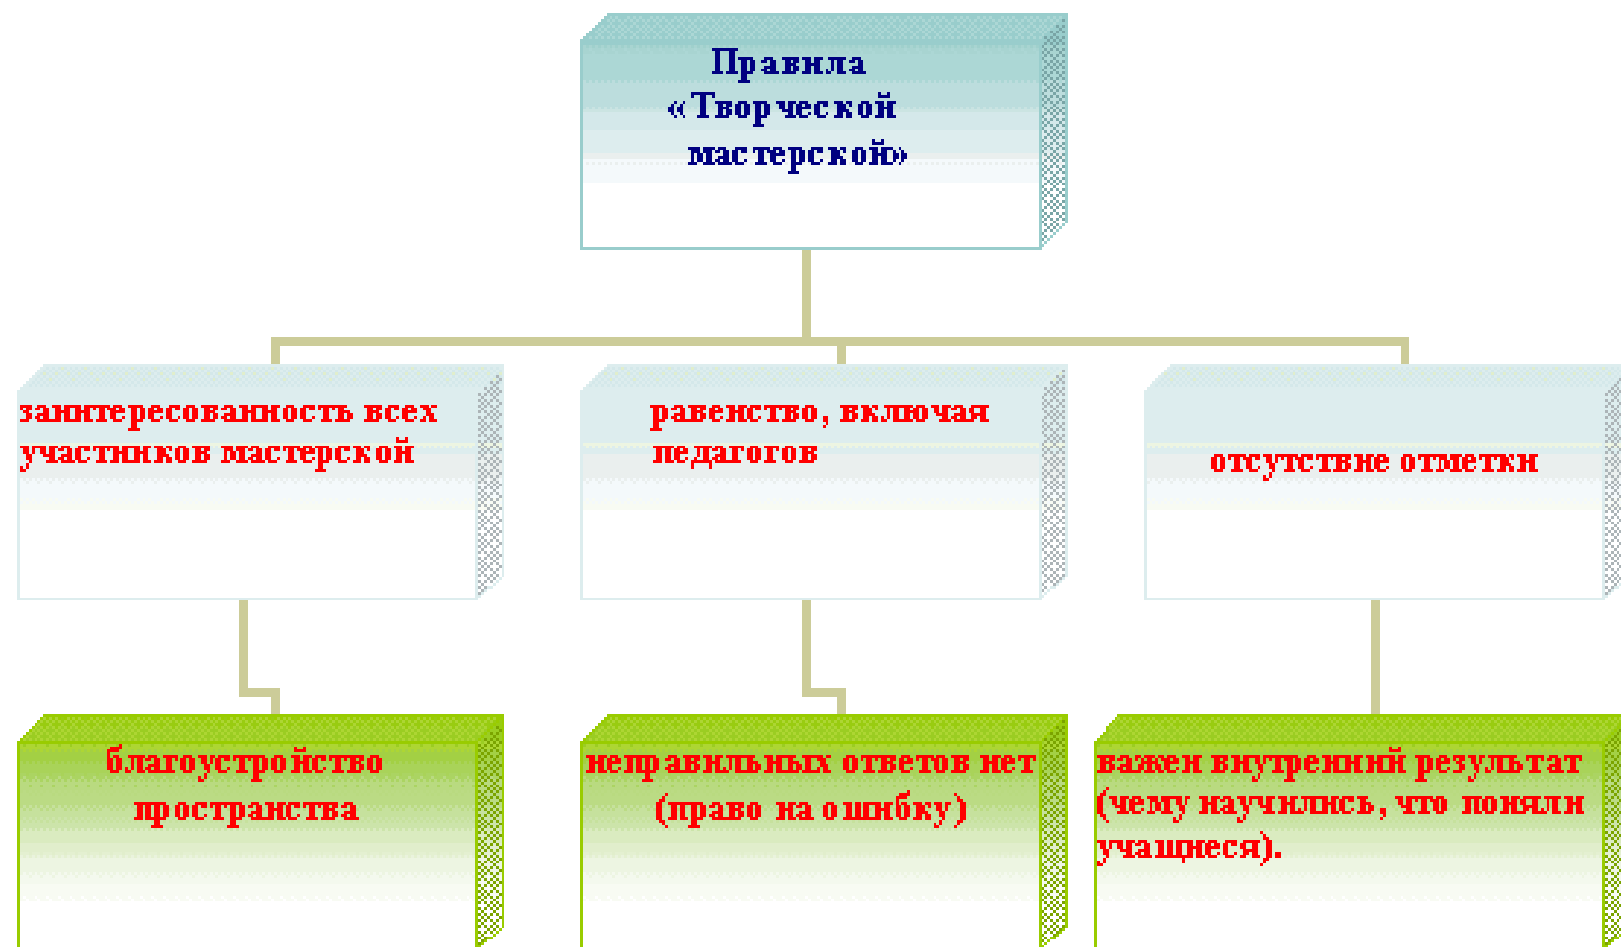 Правила
«Творческой
мастерской»
заинтересованность всех
участников мастерской
равенство, включая
педагогов
отсутствие отметки
благоустройство
пространства
неправильных ответов нет
(право на ошибку)
важен внутренний результат
(чему научились, что поняли
учащиеся).